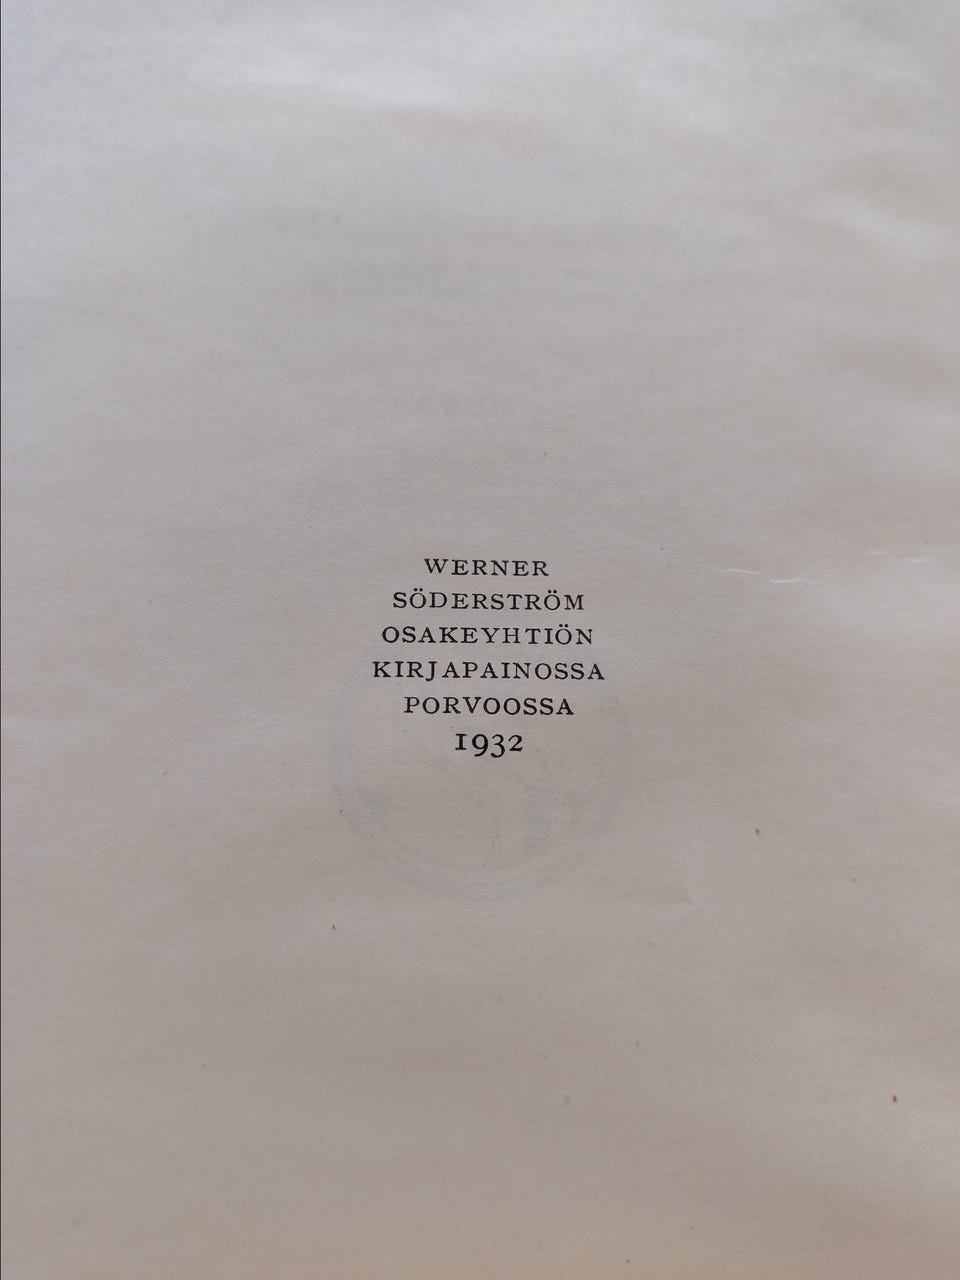 WERNER
SÖDERSTRÖM
OSAKEYHTIÖN
KIRJAPAINOSSA
PORVOOSSA
1932